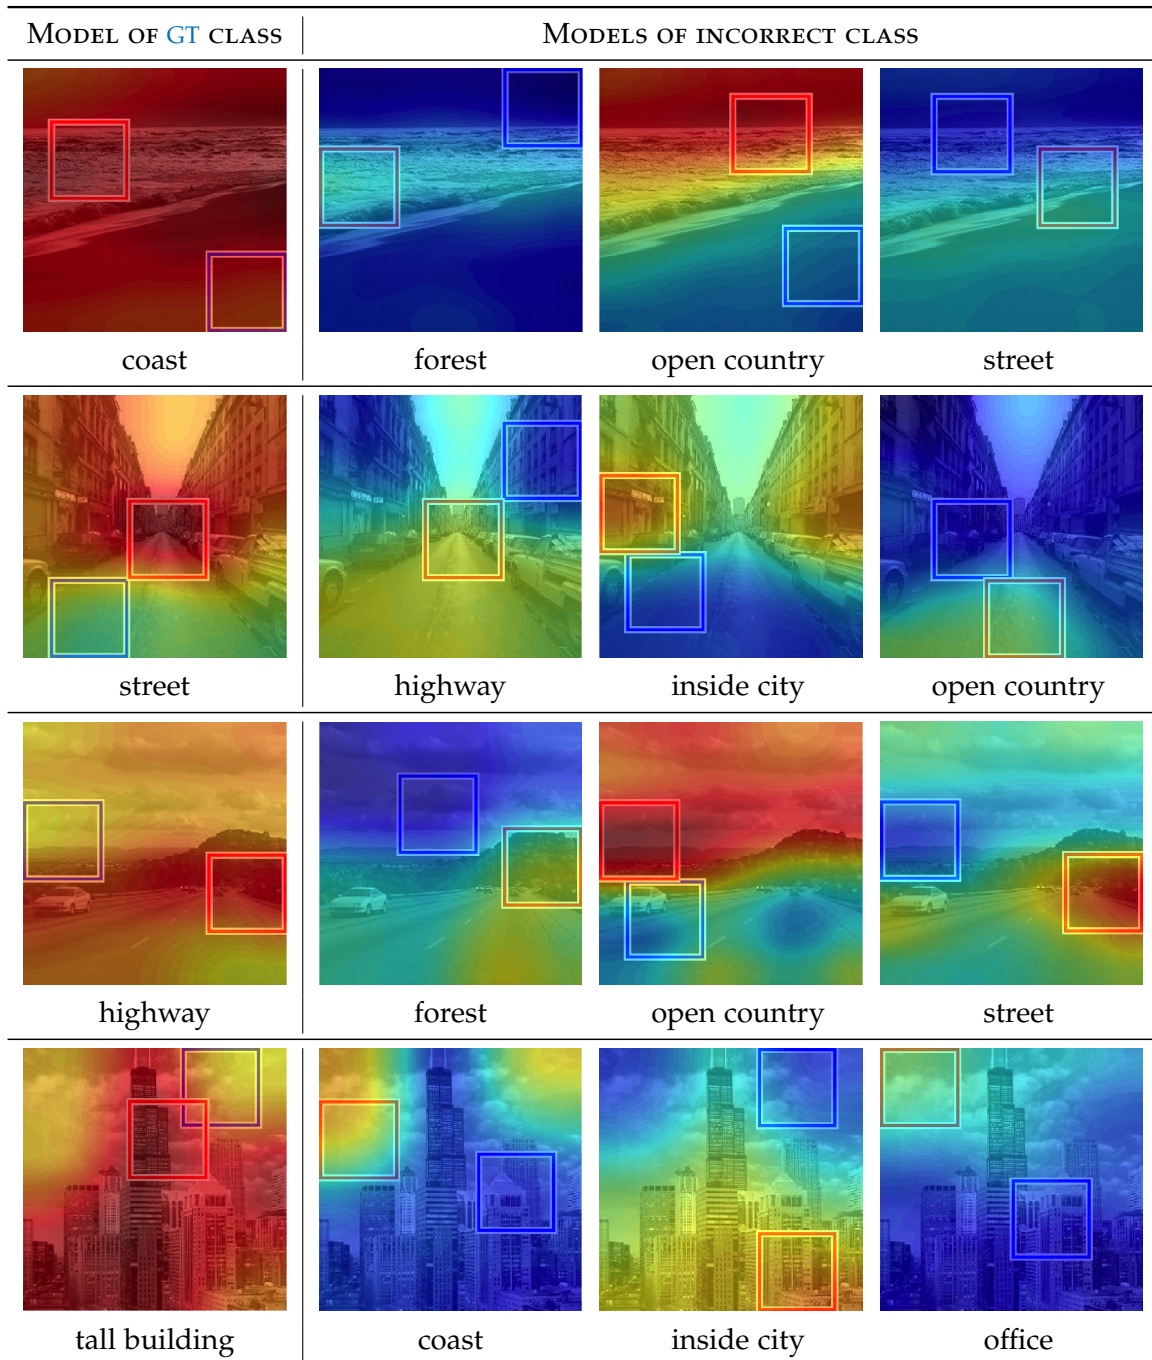 MODEL OF GT CLASS
MODELS OF INCORRECT CLASS
coast
forest
open country
street
street
highway
inside city
open country
highway
forest
open country
street
tall building
coast
inside city
office